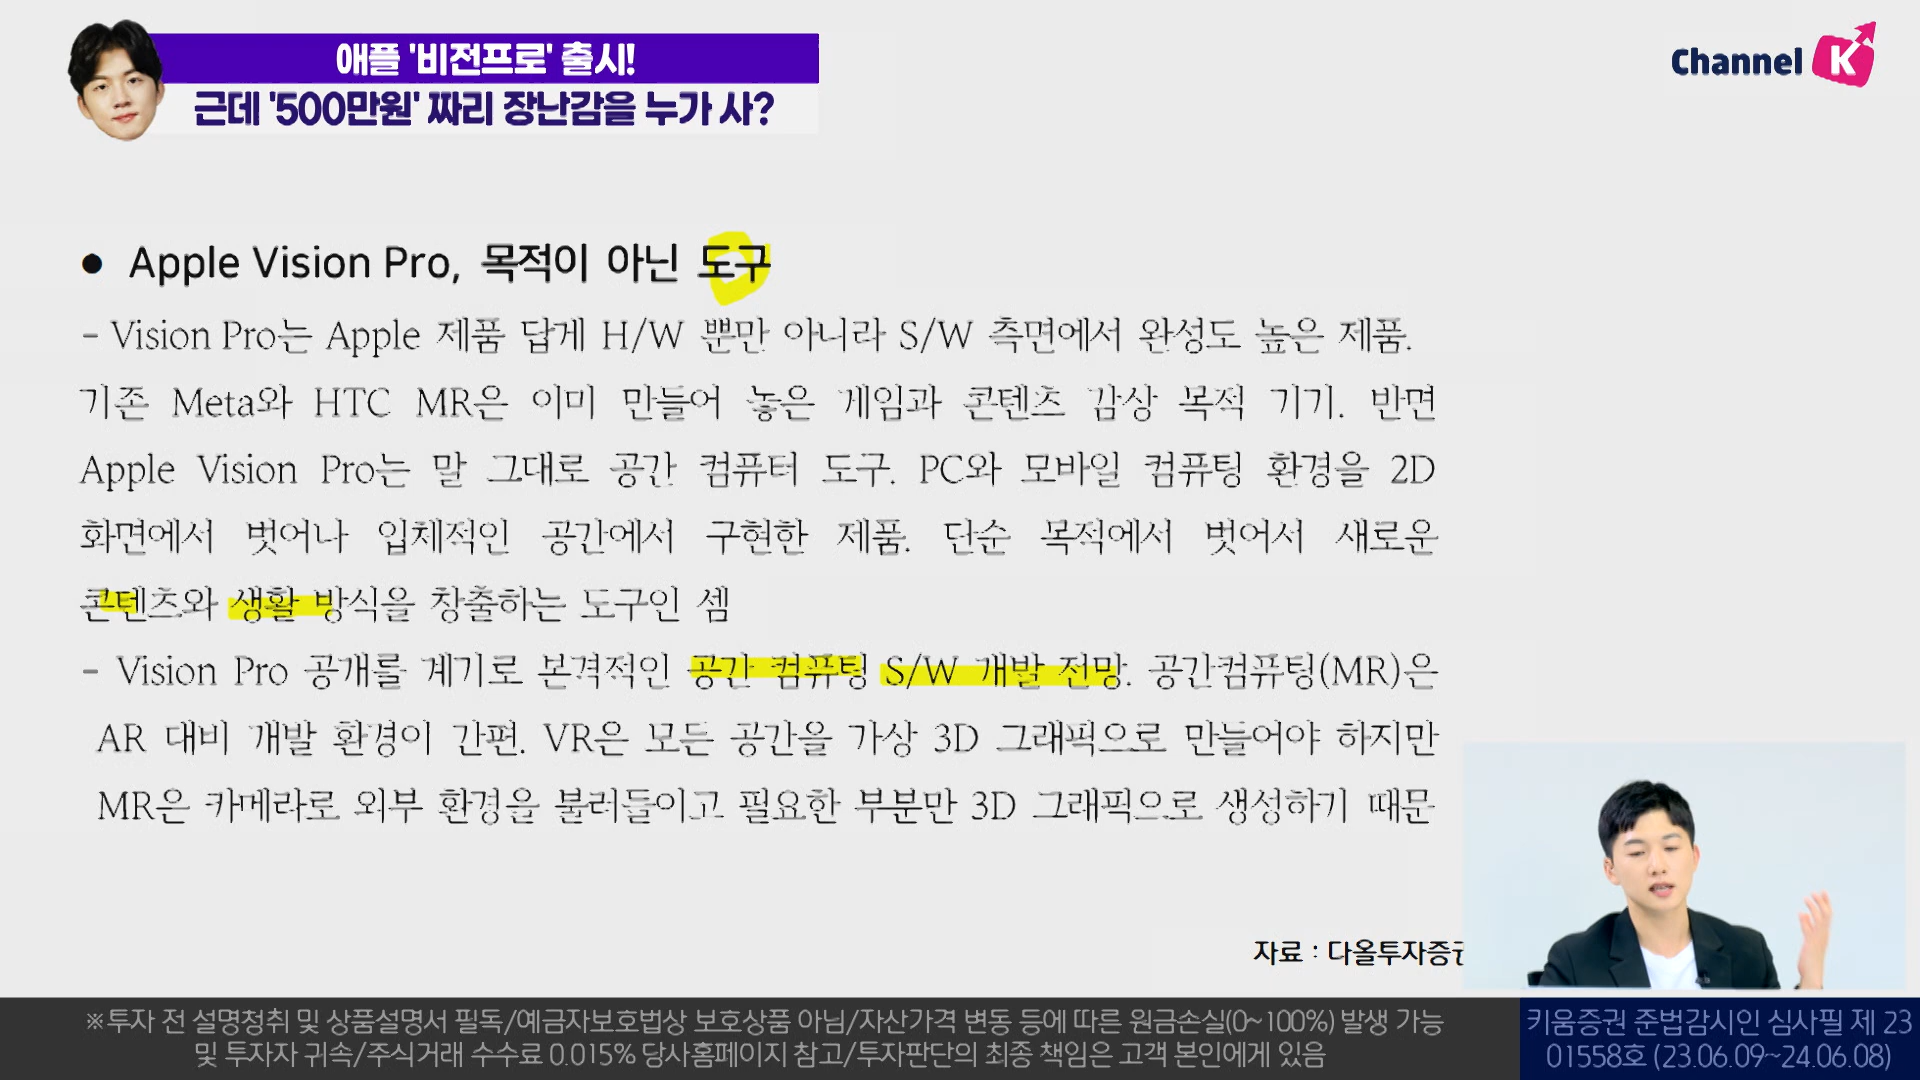 애플 '비전프로' 출시!
근데 '500만원' 짜리 장난감을 누가 사?
Channel K
● Apple Vision Pro, 목적이 아닌 도구
- Vision Pro는 Apple 제품 답게 H/W 뿐만 아니라 S/W 측면에서 완성도 높은 제품.
기존 Meta와 HTC MR은 이미 만들어 놓은 게임과 콘텐츠 감상 목적 기기. 반면
Apple Vision Pro는 말 그대로 공간 컴퓨터 도구. PC와 모바일 컴퓨팅 환경을 2D
화면에서 벗어나 입체적인 공간에서 구현한 제품. 단순 목적에서 벗어서 새로운
콘텐츠와 생활 방식을 창출하는 도구인 셈
- Vision Pro 공개를 계기로 본격적인 공간 컴퓨팅 S/W 개발 전망. 공간컴퓨팅(MR)은
AR 대비 개발 환경이 간편. VR은 모든 공간을 가상 3D 그래픽으로 만들어야 하지만
MR은 카메라로 외부 환경을 불러들이고 필요한 부분만 3D 그래픽으로 생성하기 때문
자료 : 다올투자증권
※투자 전 설명청취 및 상품설명서 필독/예금자보호법상 보호상품 아님/자산가격 변동 등에 따른 원금손실(0~100%) 발생 가능
및 투자자 귀속/주식거래 수수료 0.015% 당사홈페이지 참고/투자판단의 최종 책임은 고객 본인에게 있음
키움증권 준법감시인 심사필 제 23
01558호 (23.06.09~24.06.08)